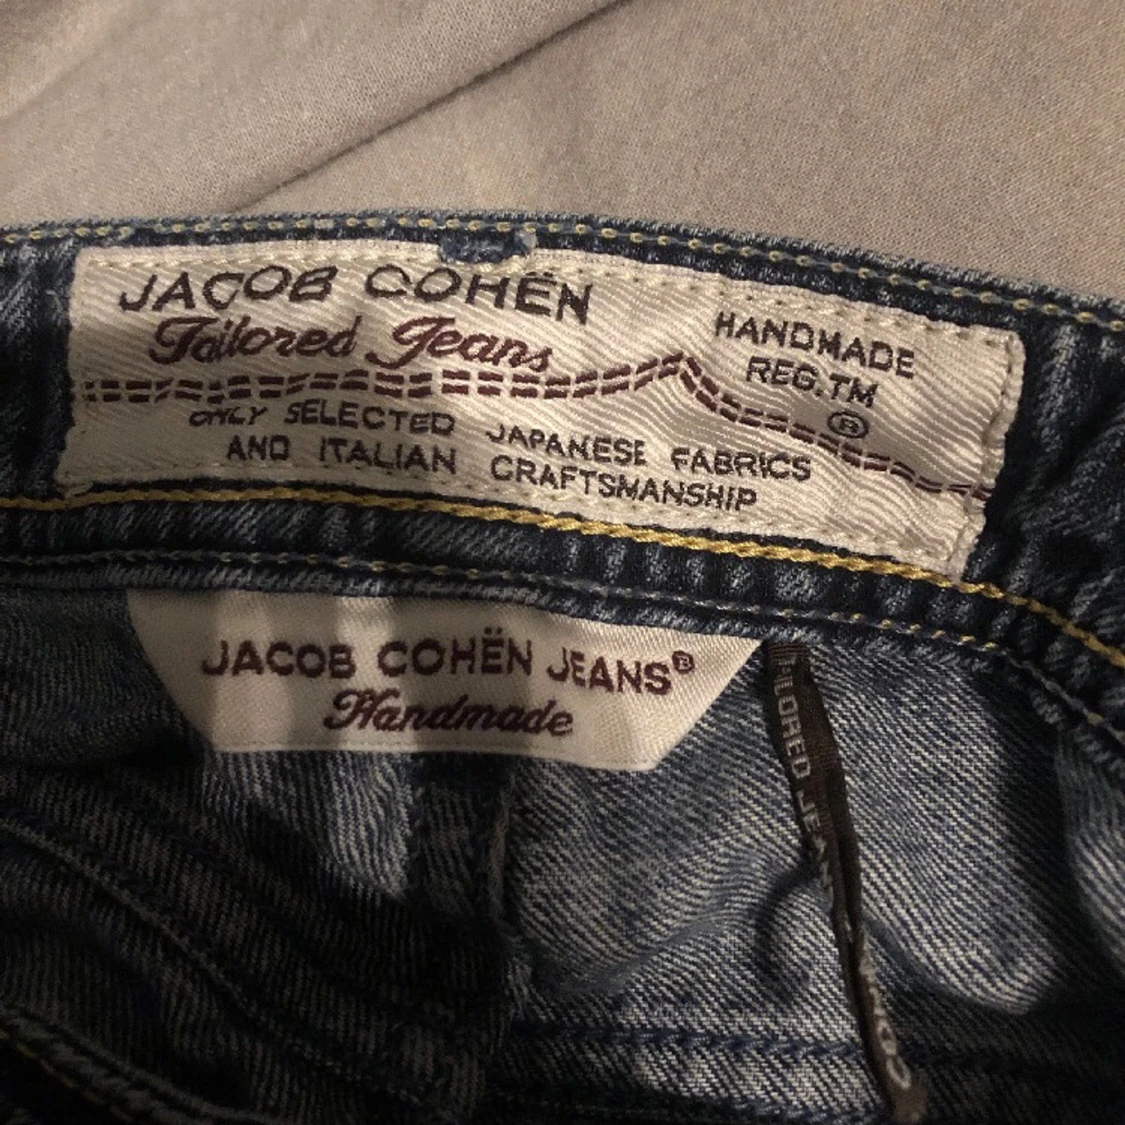 JACOB COHËN
Tailored Jeans
HANDMADE
REG.TM
®
ONLY SELECTED JAPANESE FABRICS
AND ITALIAN CRAFTSMANSHIP
JACOB COHËN JEANS®
Handmade